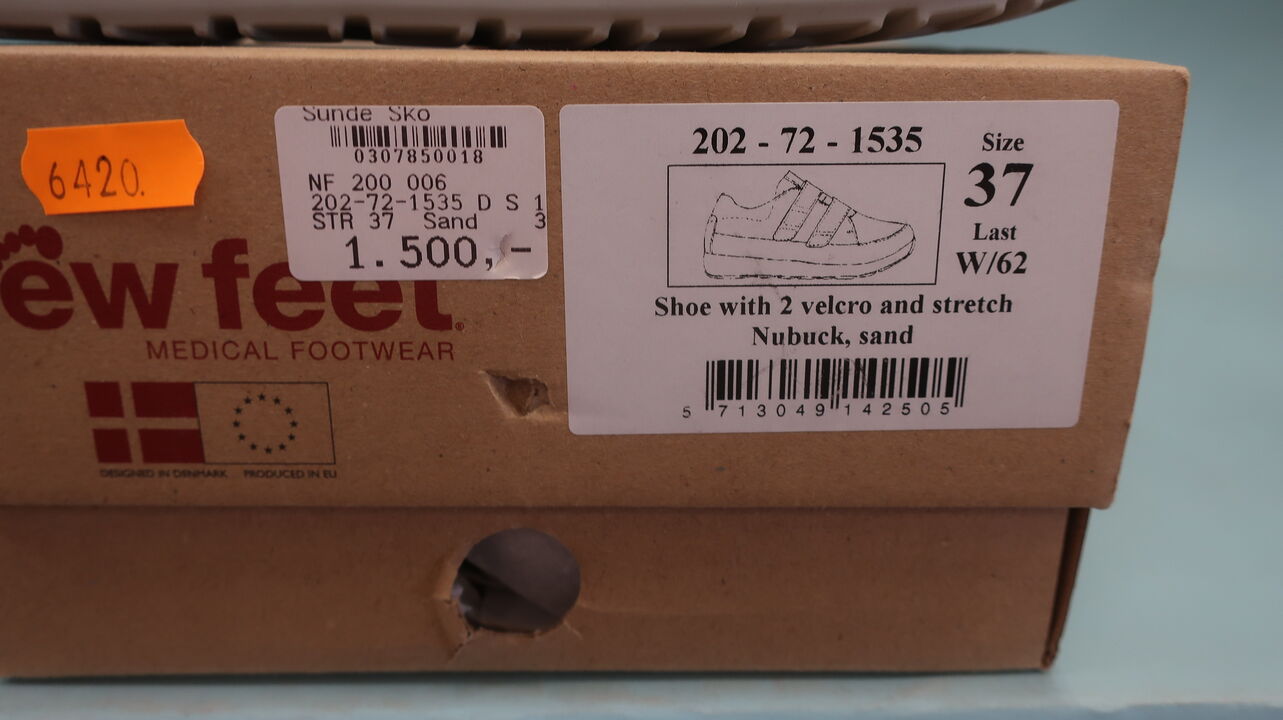 6420.
Sunde Sko
0307850018
NF 200 006
202-72-1535 D S 1
STR 37 Sand 3
1.500,-
ew feet
MEDICAL FOOTWEAR
DESIGNED IN DENMARK PRODUCED IN EU
202 - 72 - 1535
Size
37
Last
W/62
Shoe with 2 velcro and stretch
Nubuck, sand
5 713049 142505